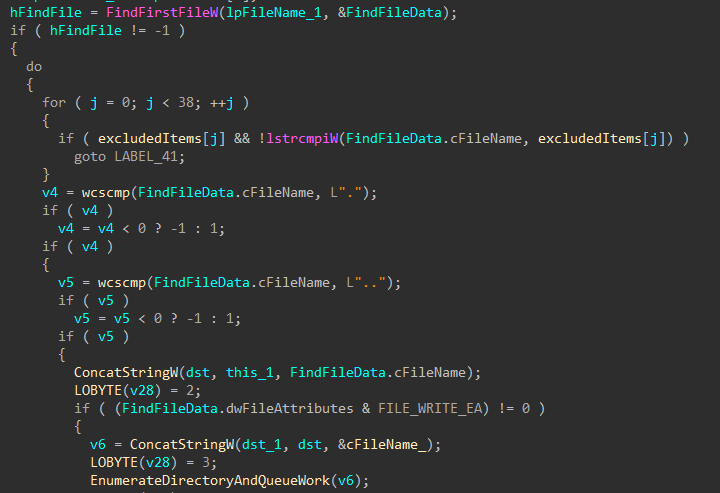 hFindFile = FindFirstFileW(lpFileName_1, &FindFileData);
if ( hFindFile != -1 )
{
do
{
for ( j = 0; j < 38; ++j )
{
if ( excludedItems[j] && !lstrcmpiW(FindFileData.cFileName, excludedItems[j]) )
goto LABEL_41;
}
v4 = wcscmp(FindFileData.cFileName, L".");
if ( v4 )
v4 = v4 < 0 ? -1 : 1;
if ( v4 )
{
v5 = wcscmp(FindFileData.cFileName, L"..");
if ( v5 )
v5 = v5 < 0 ? -1 : 1;
if ( v5 )
{
ConcatStringW(dst, this_1, FindFileData.cFileName);
LOBYTE(v28) = 2;
if ( (FindFileData.dwFileAttributes & FILE_WRITE_EA) != 0 )
{
v6 = ConcatStringW(dst_1, dst, &cFileName_);
LOBYTE(v28) = 3;
EnumerateDirectoryAndQueueWork(v6);